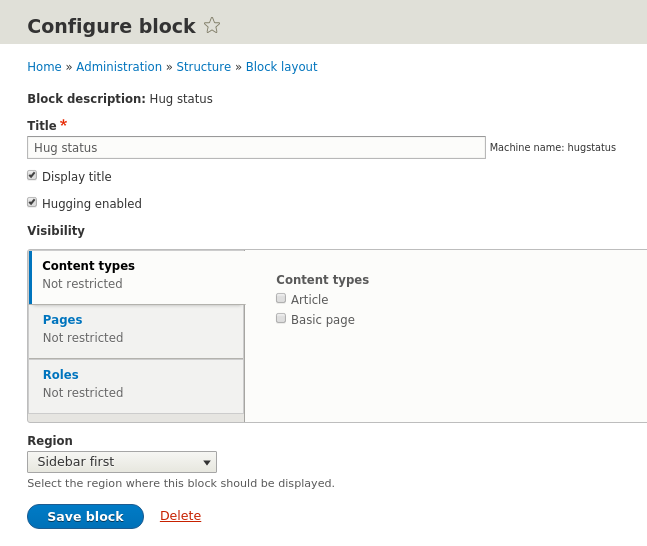 Configure block
Home » Administration » Structure » Block layout
Block description: Hug status
Title *
Hug status
Machine name: hugstatus
Display title
Hugging enabled
Visibility
Content types
Not restricted
Pages
Not restricted
Roles
Not restricted
Content types
Article
Basic page
Region
Sidebar first
Select the region where this block should be displayed.
Save block
Delete